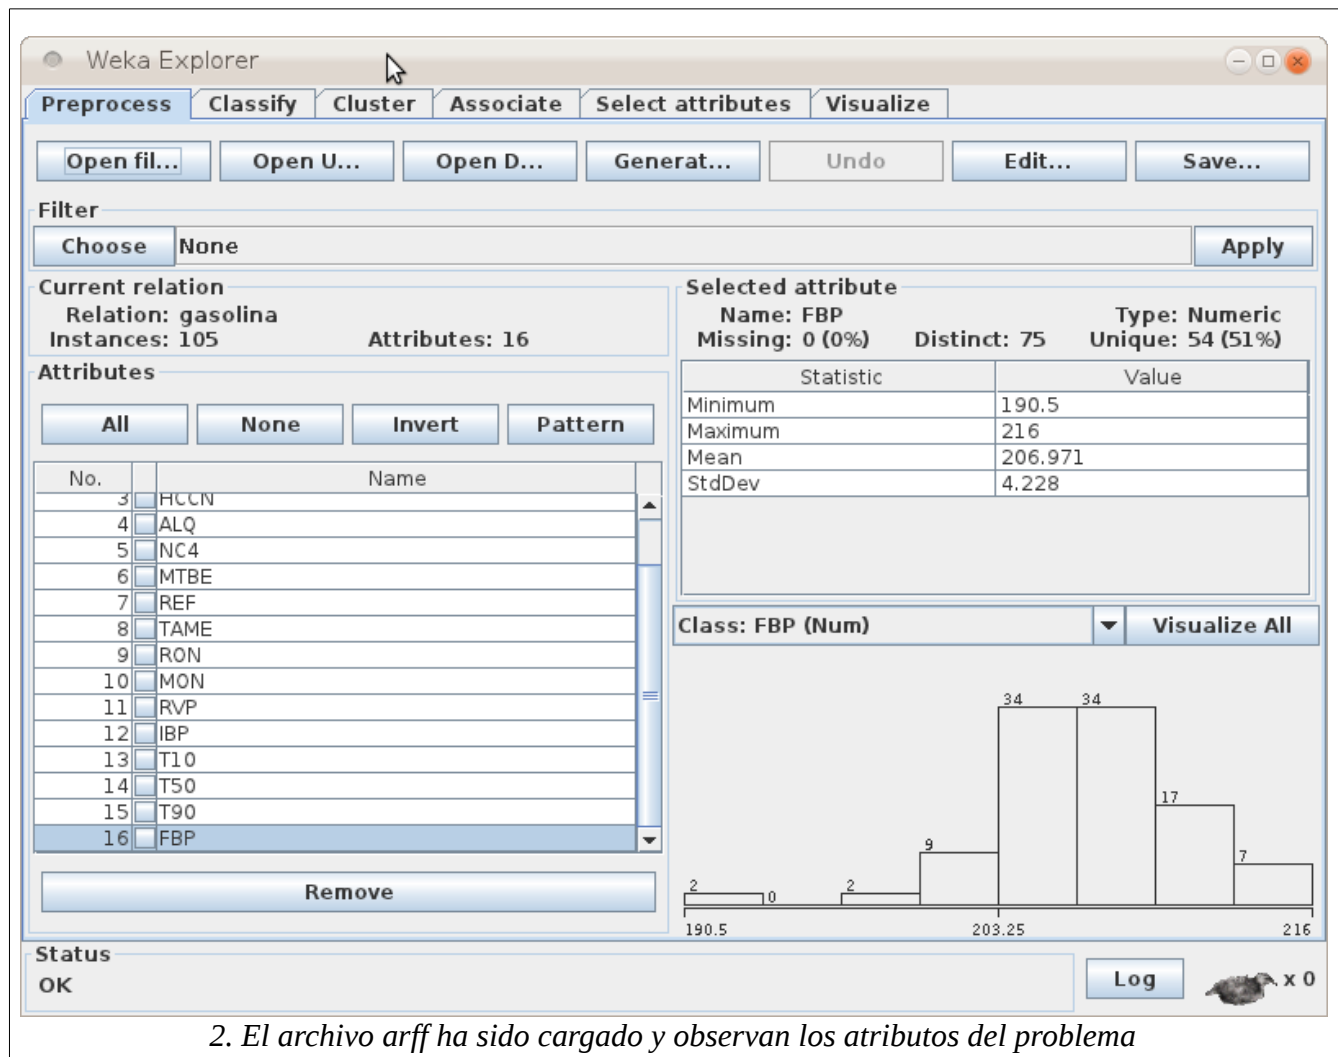 Weka Explorer
Preprocess Classify Cluster Associate Select attributes Visualize
Open fil... Open U... Open D... Generat... Undo Edit... Save...
Filter
Choose None Apply
Current relation
Relation: gasolina
Instances: 105 Attributes: 16
Attributes
All None Invert Pattern
No. Name
3 HCCN
4 ALQ
5 NC4
6 MTBE
7 REF
8 TAME
9 RON
10 MON
11 RVP
12 IBP
13 T10
14 T50
15 T90
16 FBP
Remove
Selected attribute
Name: FBP Type: Numeric
Missing: 0 (0%) Distinct: 75 Unique: 54 (51%)
Statistic Value
Minimum 190.5
Maximum 216
Mean 206.971
StdDev 4.228
Class: FBP (Num) Visualize All
2 0 2 9 34 34 17 7
190.5 203.25 216
Status
OK
Log x 0
2. El archivo arff ha sido cargado y observan los atributos del problema